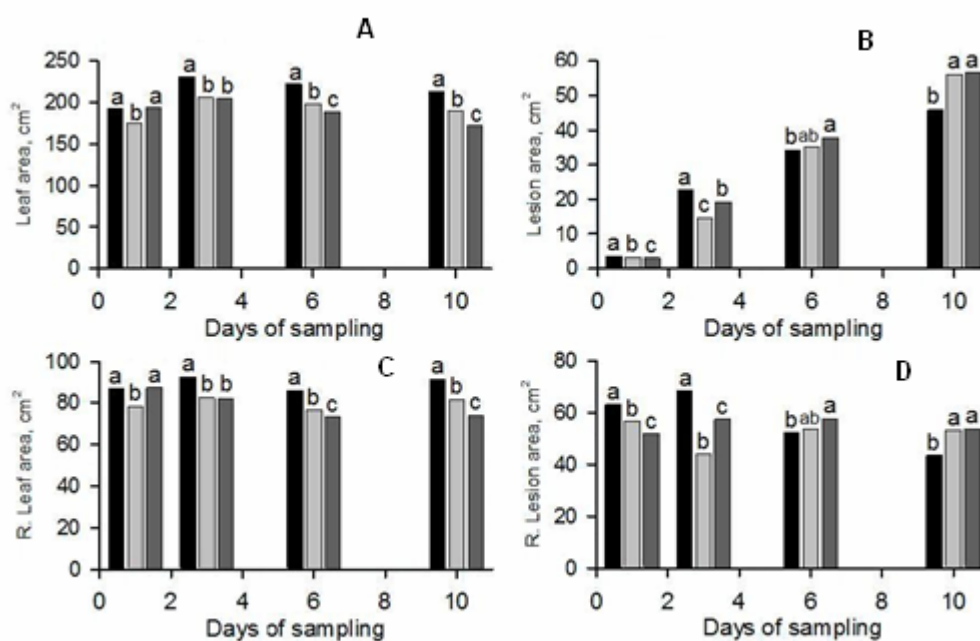 A
250
200
150
100
50
0
Leaf area, cm²
a b a a b b a b c a b c
0 2 4 6 8 10
Days of sampling
B
60
50
40
30
20
10
0
Lesion area, cm²
a b c a c b b ab a b a a
0 2 4 6 8 10
Days of sampling
C
100
80
60
40
20
0
R. Leaf area, cm²
a b a a b b a b c a b c
0 2 4 6 8 10
Days of sampling
D
80
60
40
20
0
R. Lesion area, cm²
a b c a b c b ab a b a a
0 2 4 6 8 10
Days of sampling